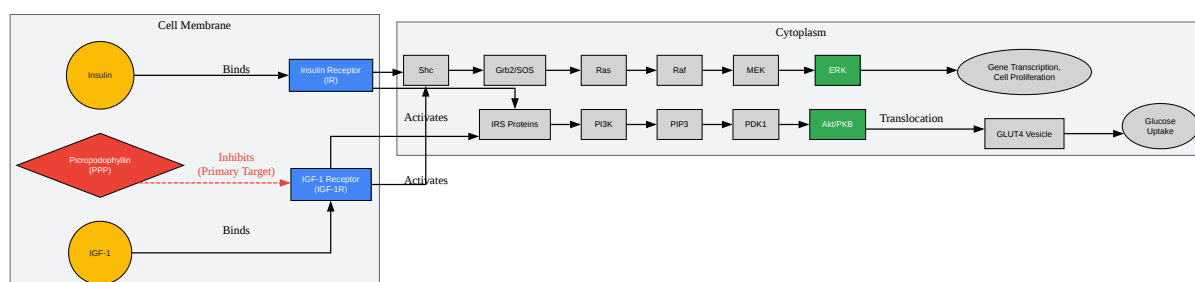 Cell Membrane
Cytoplasm
Insulin
Binds
Insulin Receptor
(IR)
Shc
Grb2/SOS
Ras
Raf
MEK
ERK
Gene Transcription,
Cell Proliferation
Activates
IRS Proteins
PI3K
PIP3
PDK1
Akt/PKB
Translocation
GLUT4 Vesicle
Glucose
Uptake
Picropodophyllin
(PPP)
Inhibits
(Primary Target)
IGF-1 Receptor
(IGF-1R)
Activates
IGF-1
Binds